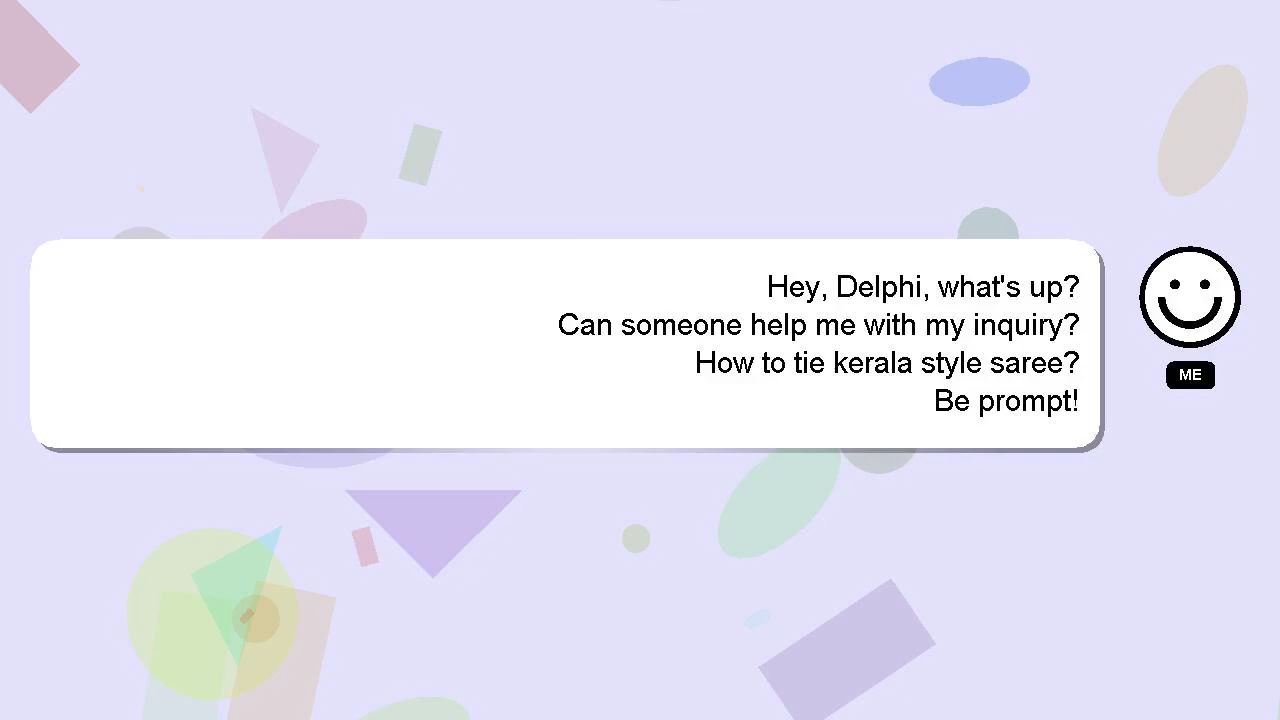 Hey, Delphi, what's up?
Can someone help me with my inquiry?
How to tie kerala style saree?
Be prompt!
ME